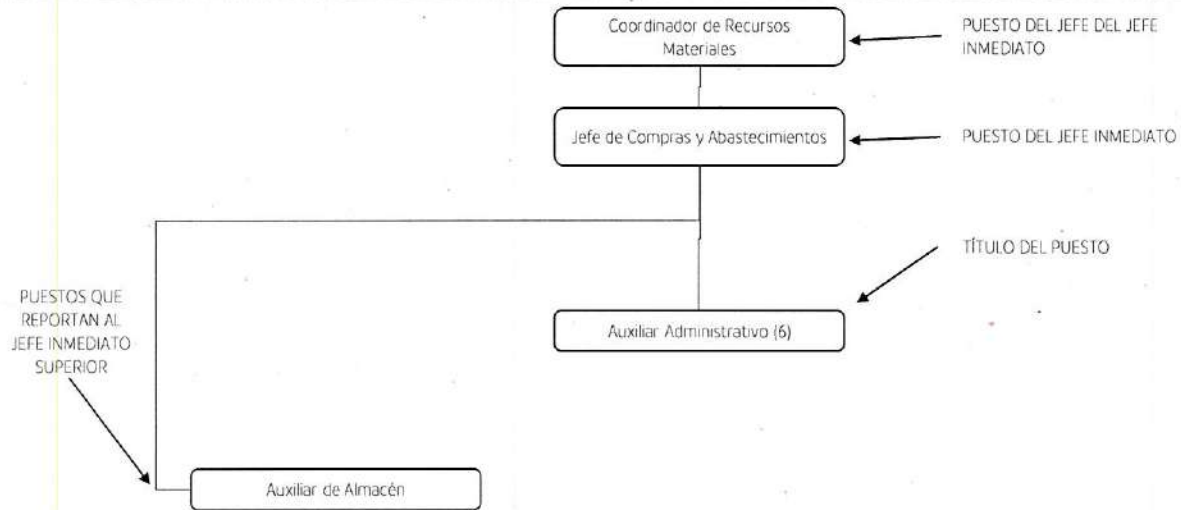 Coordinador de Recursos
Materiales
PUESTO DEL JEFE DEL JEFE
INMEDIATO
Jefe de Compras y Abastecimientos
PUESTO DEL JEFE INMEDIATO
TÍTULO DEL PUESTO
PUESTOS QUE
REPORTAN AL
JEFE INMEDIATO
SUPERIOR
Auxiliar Administrativo (6)
Auxiliar de Almacén